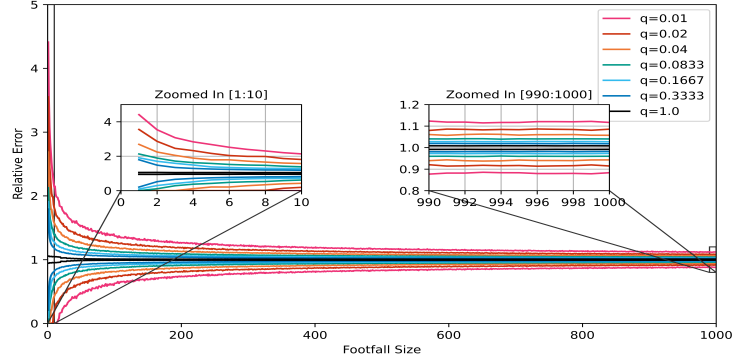 5
4
3
2
1
0
Relative Error
0
200
400
600
800
1000
Footfall Size
Zoomed In [1:10]
4
2
0
0
2
4
6
8
10
Zoomed In [990:1000]
1.2
1.1
1.0
0.9
0.8
990
992
994
996
998
1000
q=0.01
q=0.02
q=0.04
q=0.0833
q=0.1667
q=0.3333
q=1.0